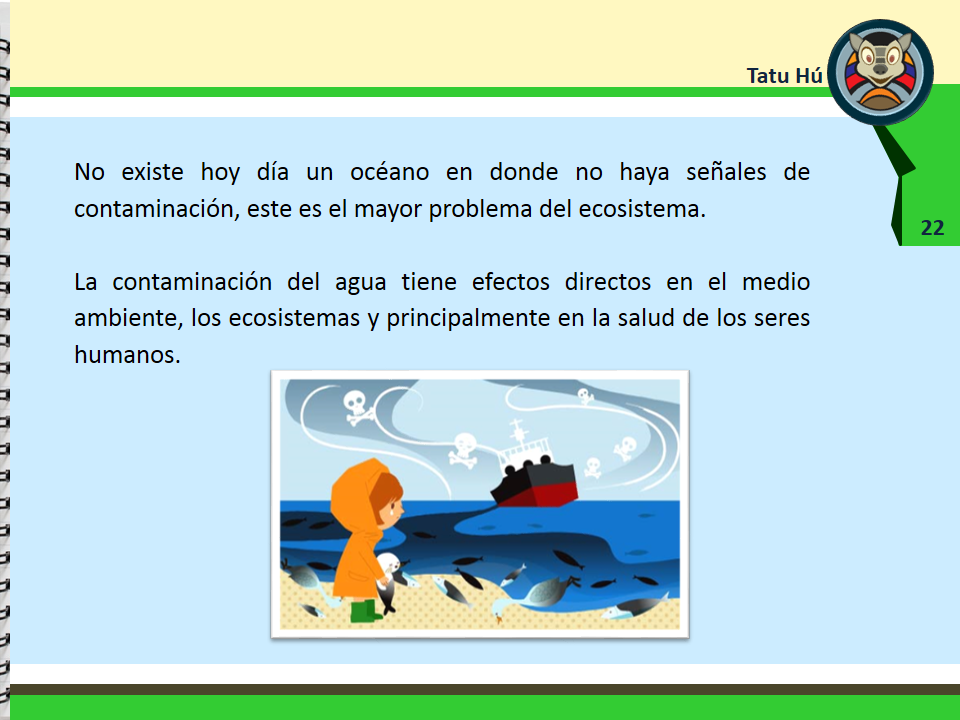 Tatu Hú
No existe hoy día un océano en donde no haya señales de
contaminación, este es el mayor problema del ecosistema.
22
La contaminación del agua tiene efectos directos en el medio
ambiente, los ecosistemas y principalmente en la salud de los seres
humanos.